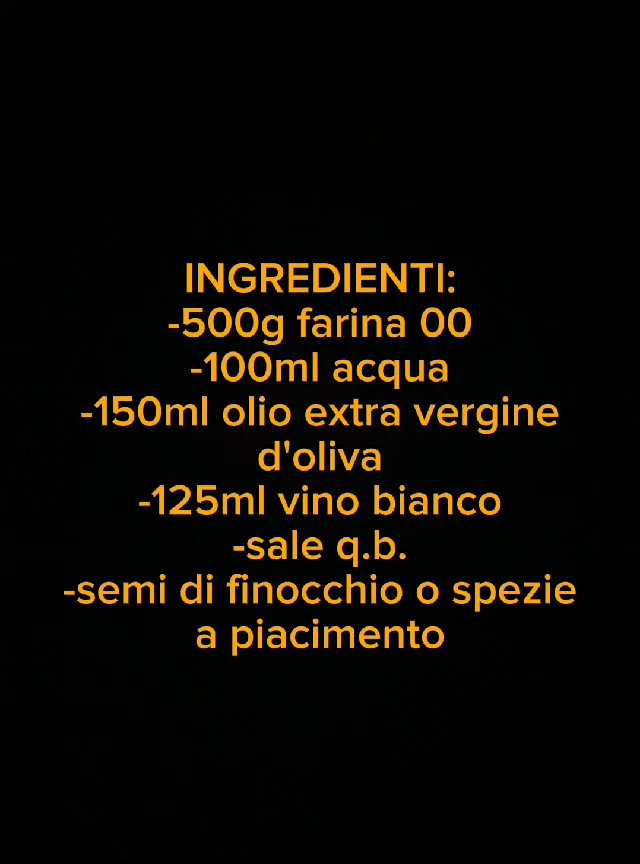 INGREDIENTI:
-500g farina 00
-100ml acqua
-150ml olio extra vergine
d'oliva
-125ml vino bianco
-sale q.b.
-semi di finocchio o spezie
a piacimento